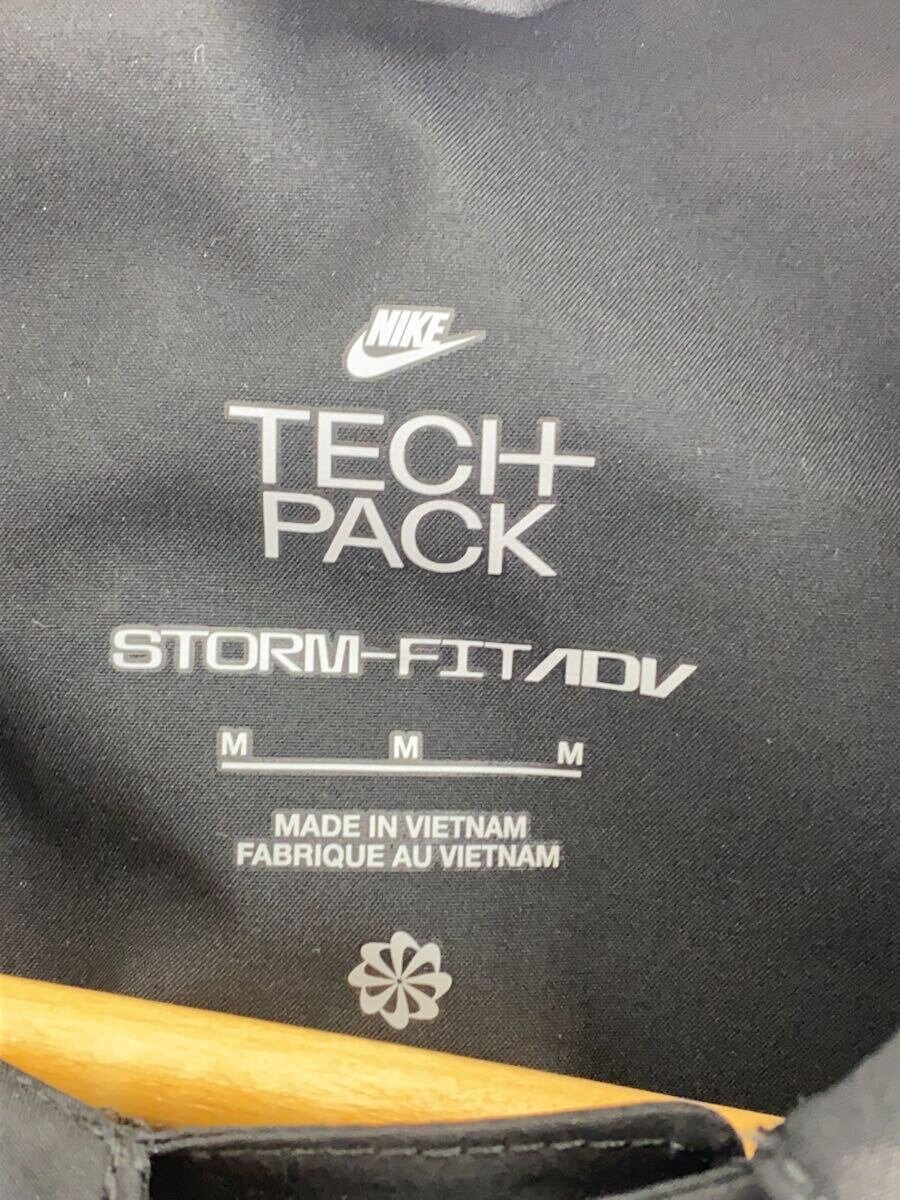 NIKE
TECH
PACK
STORM-FIT ADV
M M M
MADE IN VIETNAM
FABRIQUE AU VIETNAM